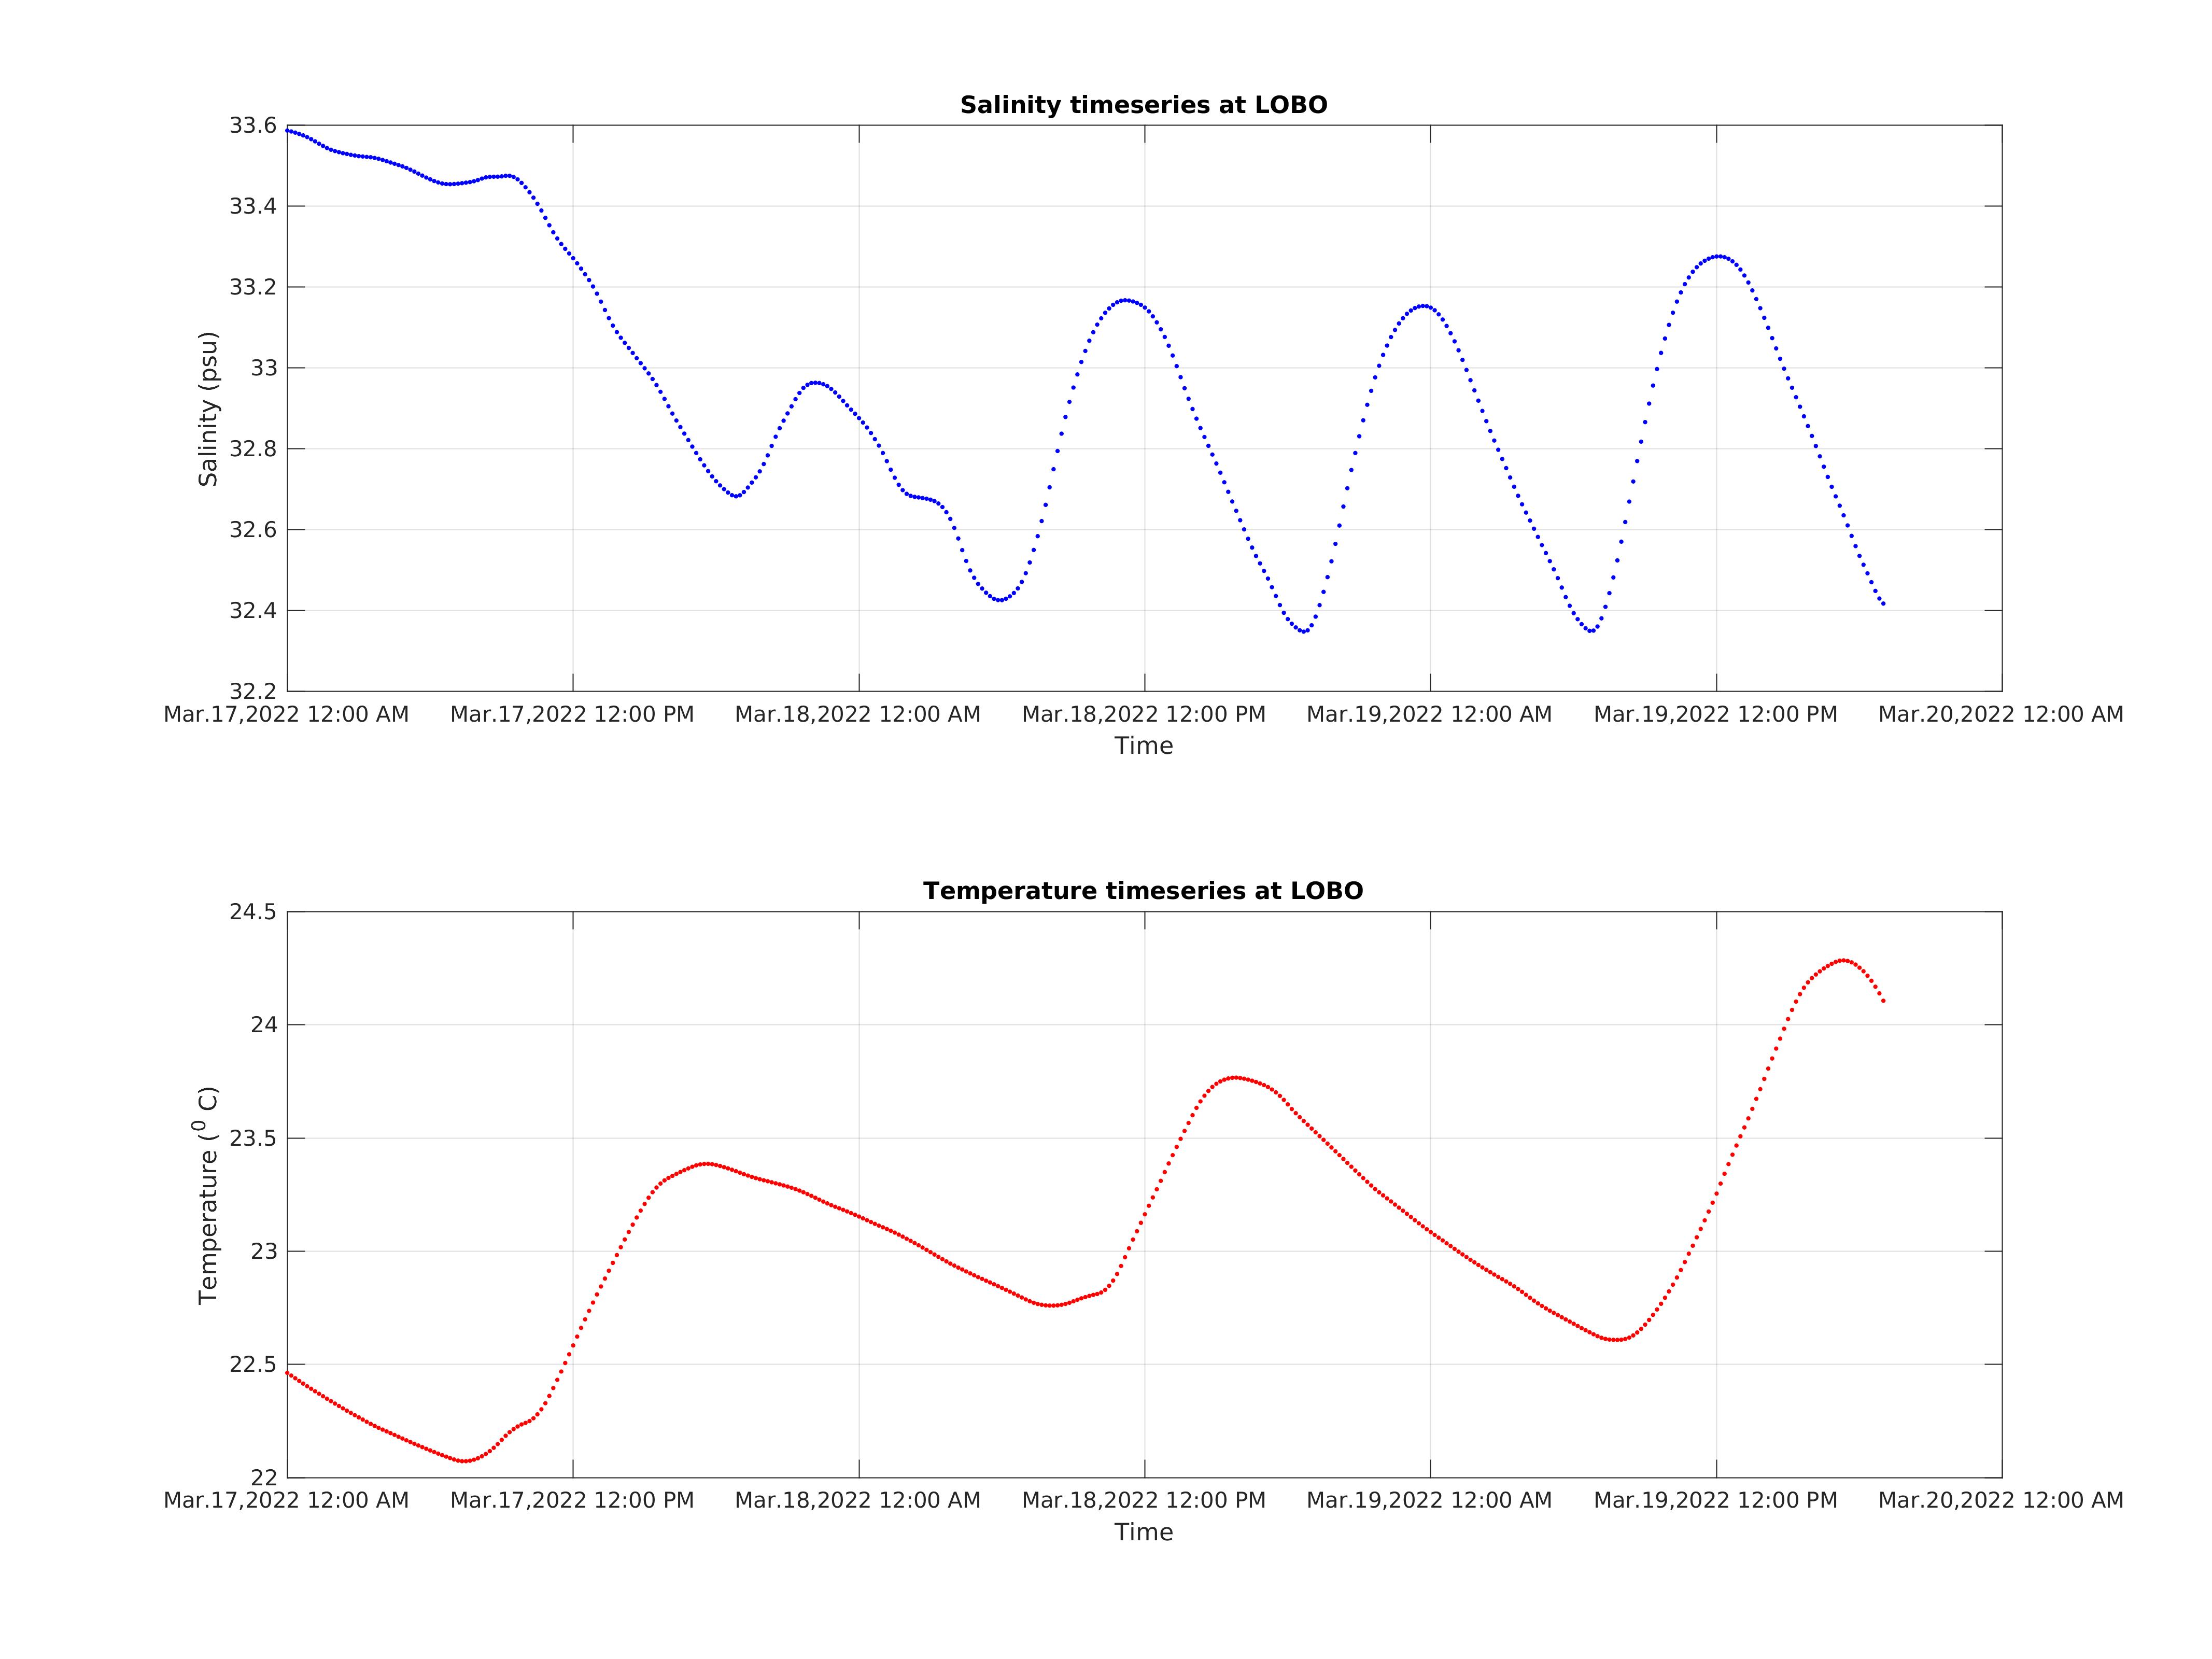 Salinity timeseries at LOBO
33.6
33.4
33.2
33
32.8
32.6
32.4
32.2
Salinity (psu)
Mar.17,2022 12:00 AM Mar.17,2022 12:00 PM Mar.18,2022 12:00 AM Mar.18,2022 12:00 PM Mar.19,2022 12:00 AM Mar.19,2022 12:00 PM Mar.20,2022 12:00 AM
Time
Temperature timeseries at LOBO
24.5
24
23.5
23
22.5
22
Temperature (⁰ C)
Mar.17,2022 12:00 AM Mar.17,2022 12:00 PM Mar.18,2022 12:00 AM Mar.18,2022 12:00 PM Mar.19,2022 12:00 AM Mar.19,2022 12:00 PM Mar.20,2022 12:00 AM
Time